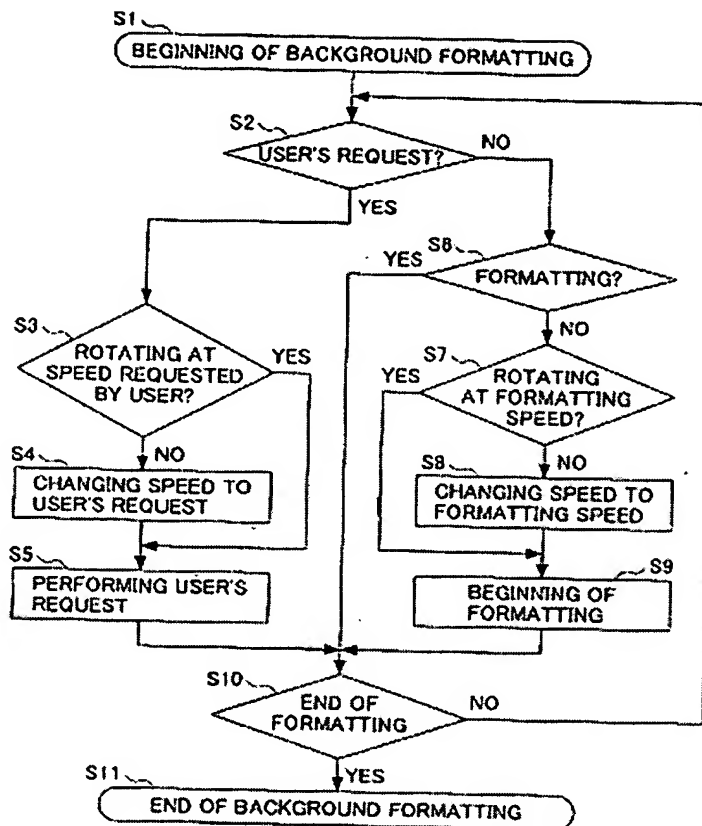 S1
BEGINNING OF BACKGROUND FORMATTING
S2
USER'S REQUEST?
NO
YES
S6
YES
FORMATTING?
NO
S3
ROTATING AT
SPEED REQUESTED
BY USER?
YES
NO
S7
YES
ROTATING
AT FORMATTING
SPEED?
NO
S4
CHANGING SPEED TO
USER'S REQUEST
S8
CHANGING SPEED TO
FORMATTING SPEED
S5
PERFORMING USER'S
REQUEST
S9
BEGINNING OF
FORMATTING
S10
END OF
FORMATTING
NO
YES
S11
END OF BACKGROUND FORMATTING